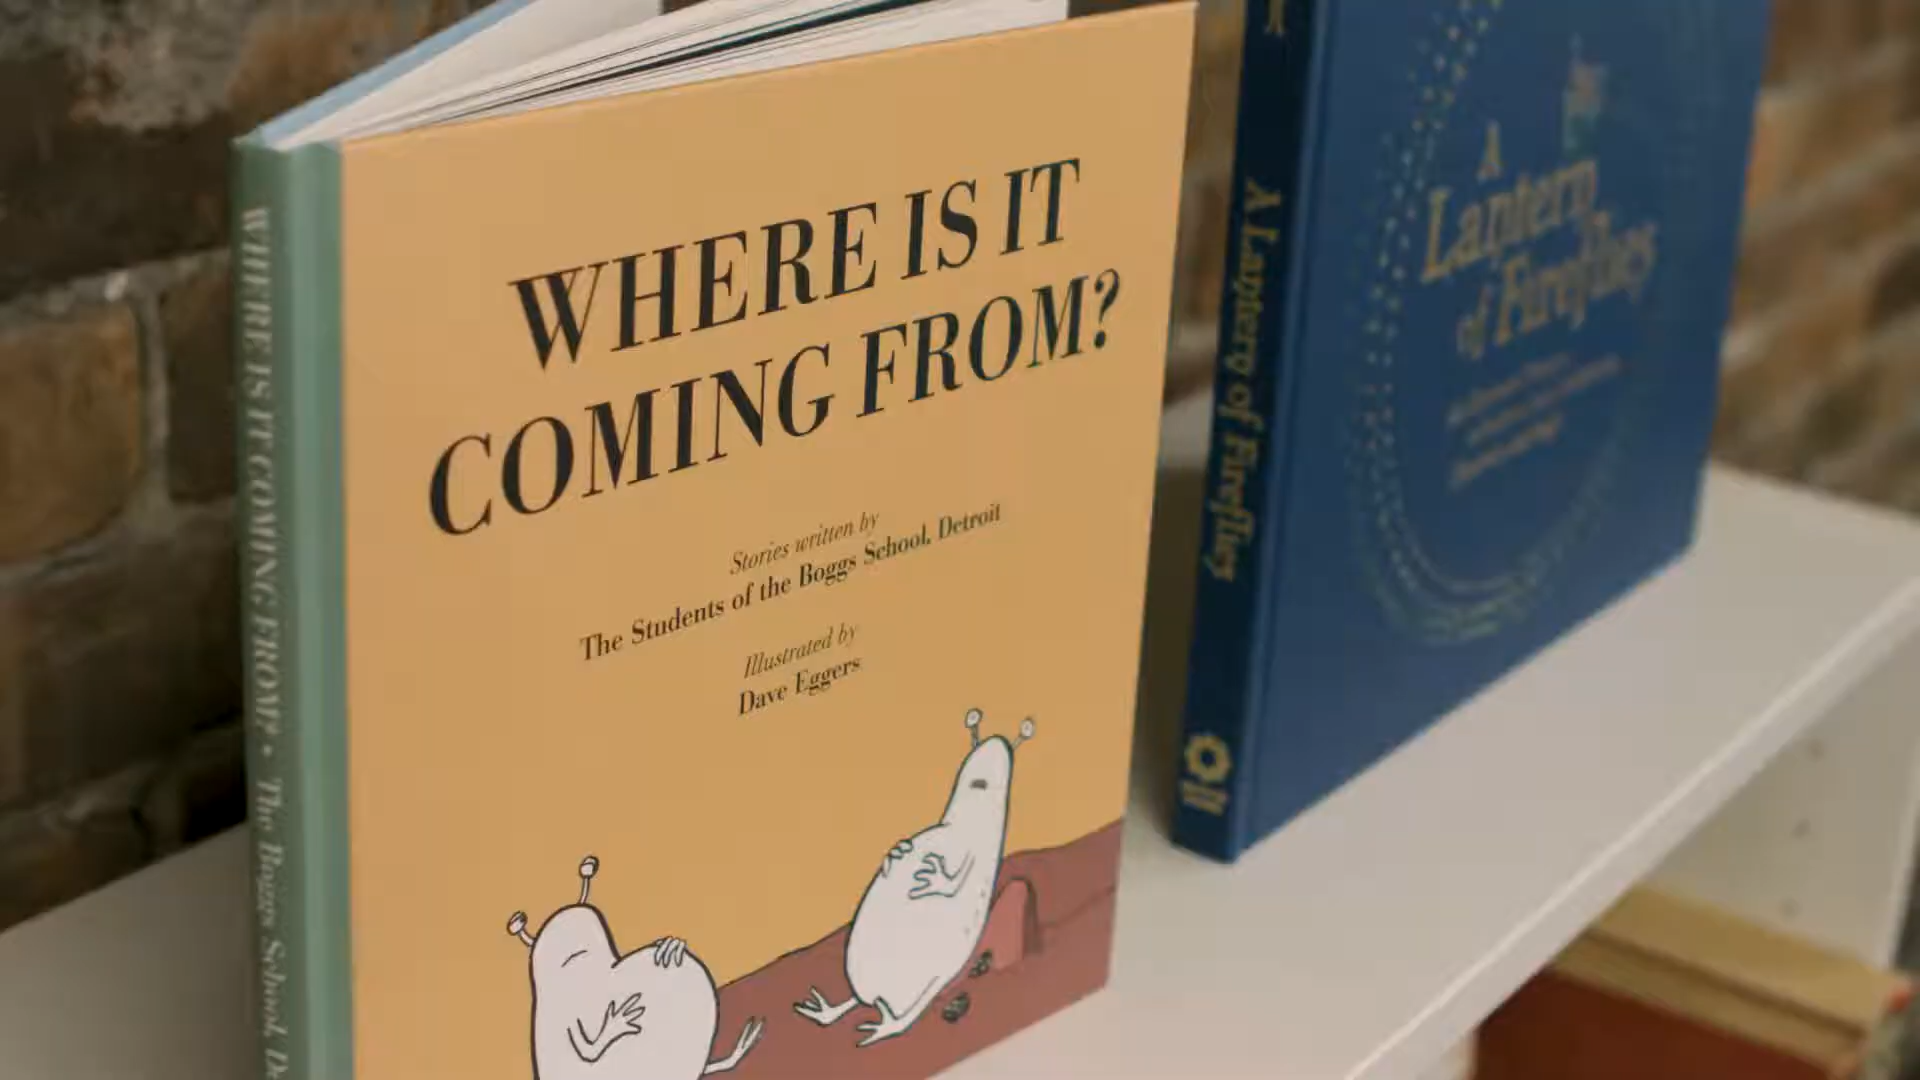 WHERE IS IT
COMING FROM?
Stories written by
The Students of the Boggs School, Detroit
Illustrated by
Dave Eggers
WHERE IS IT COMING FROM? • The Boggs School, De
A
Lantern
of Fireflies
A Lantern of Fireflies